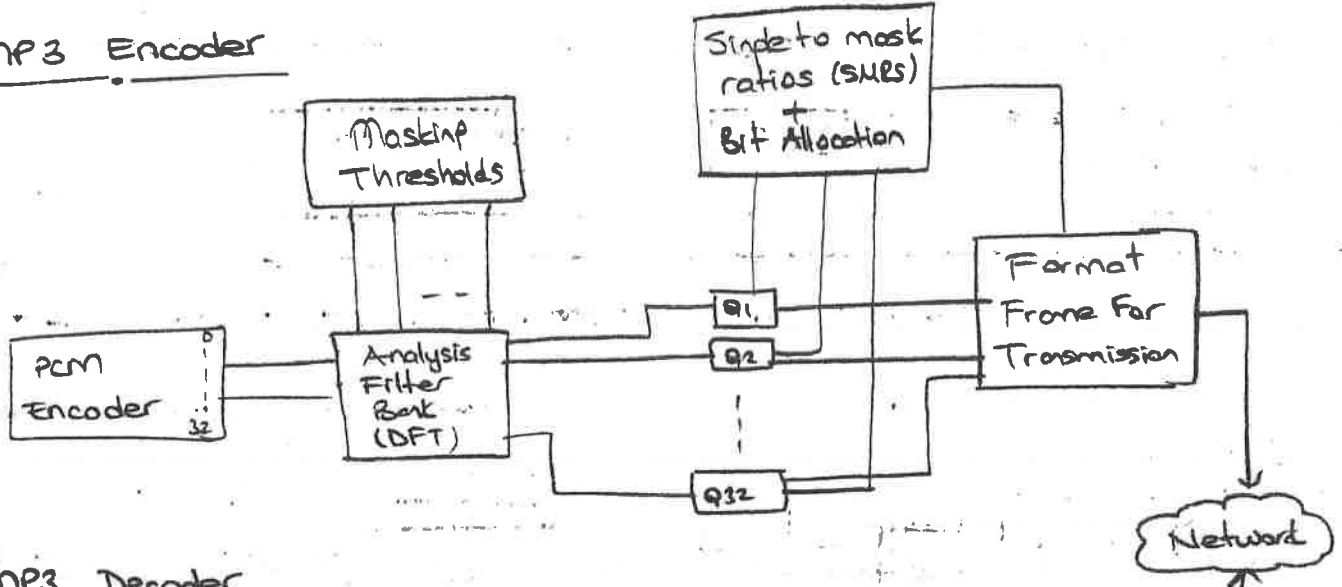 MP3 Encoder
Masking
Thresholds
to mask
ratios (SMRS)
+
Bit Allocation
PCM
Encoder
0
32
Analysis
Filter
Bank
(DFT)
Q1
Q2
Q32
Format
Frame For
Transmission
Network
MP3 Decoder